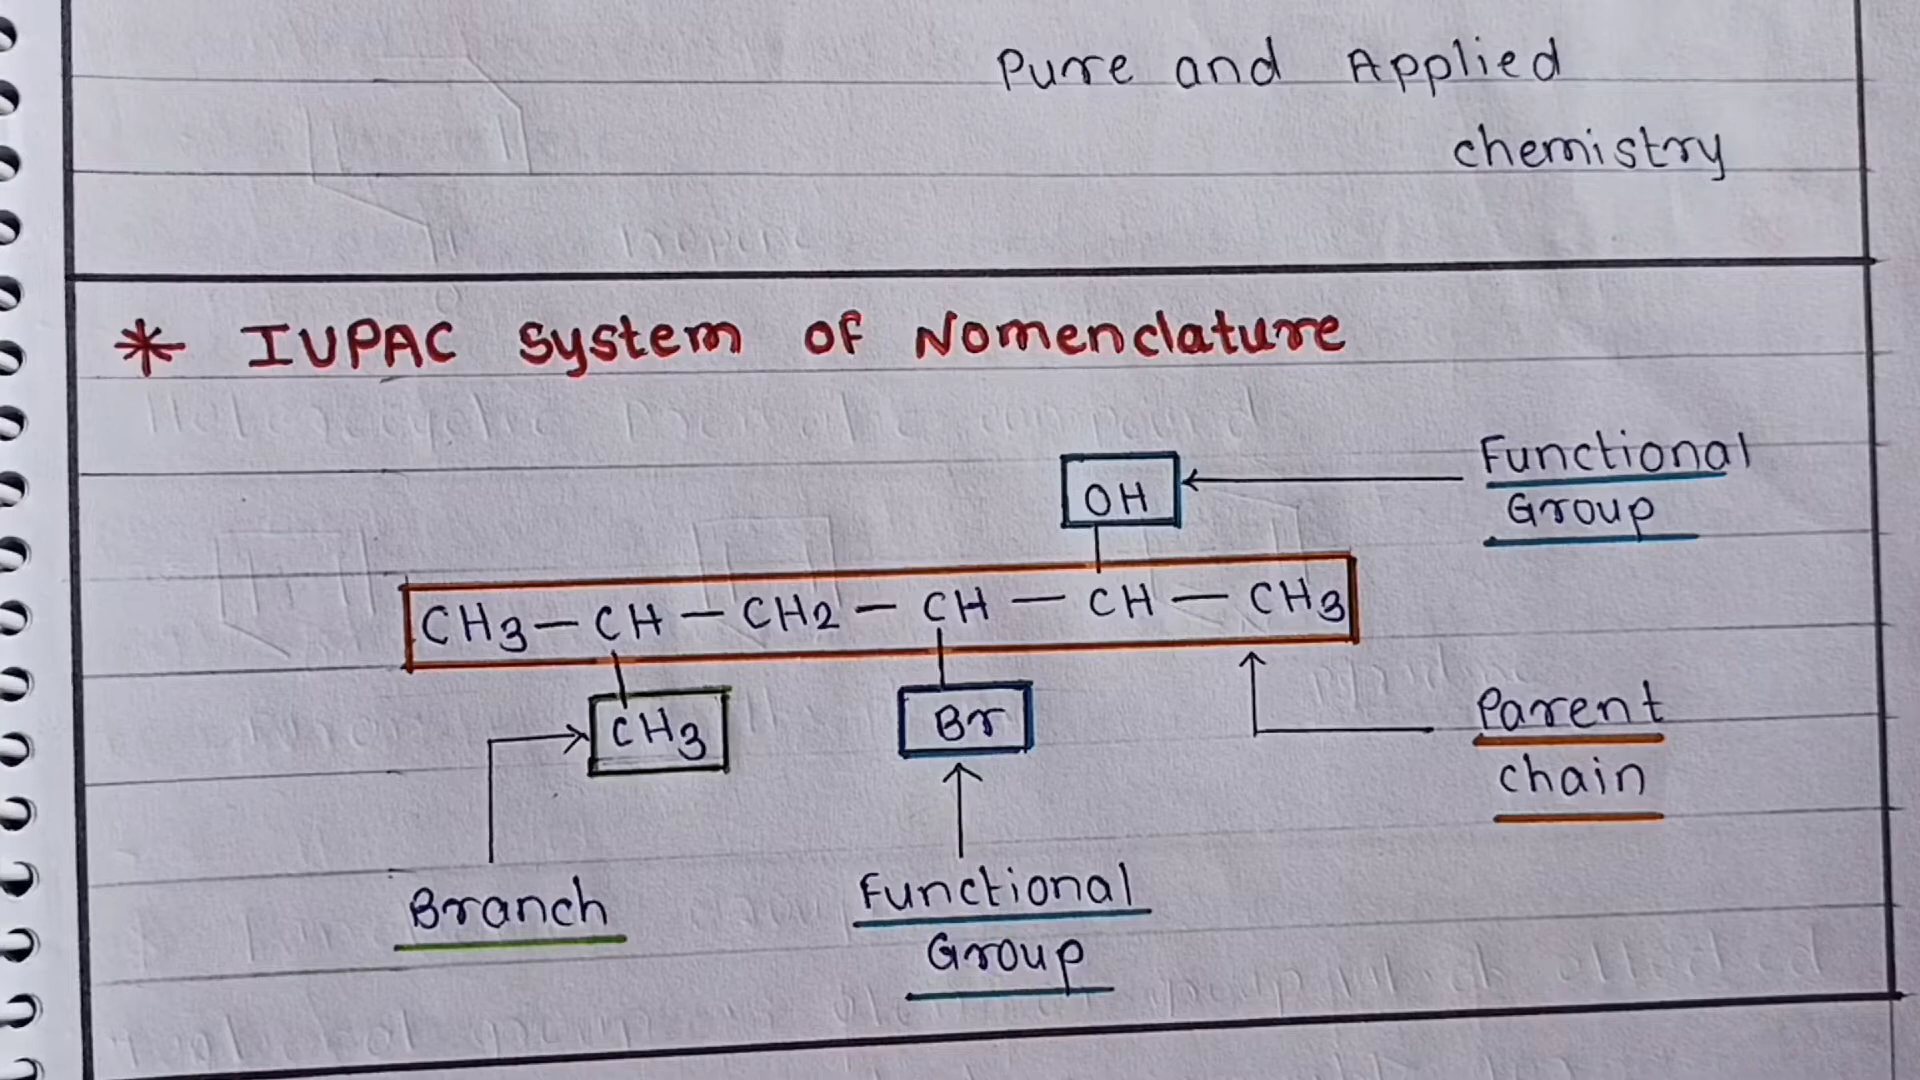 Pure and Applied
chemistry
* IUPAC System OF Nomenclature
Functional
Group
OH
CH3 — CH — CH2 — CH — CH — CH3
CH3
Br
Parent
chain
Branch
Functional
Group